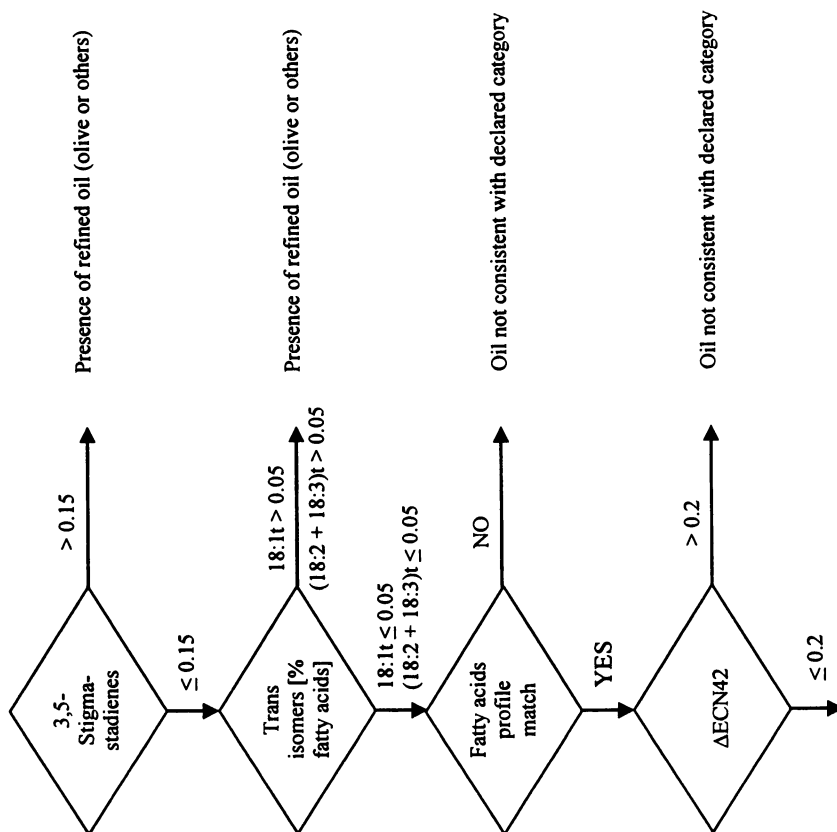 3,5-
Stigma-
stadienes
> 0.15
Presence of refined oil (olive or others)
≤ 0.15
Trans
isomers [%
fatty acids]
18:1t > 0.05
(18:2 + 18:3)t > 0.05
Presence of refined oil (olive or others)
18:1t ≤ 0.05
(18:2 + 18:3)t ≤ 0.05
Fatty acids
profile
match
NO
Oil not consistent with declared category
YES
ΔECN42
> 0.2
Oil not consistent with declared category
≤ 0.2